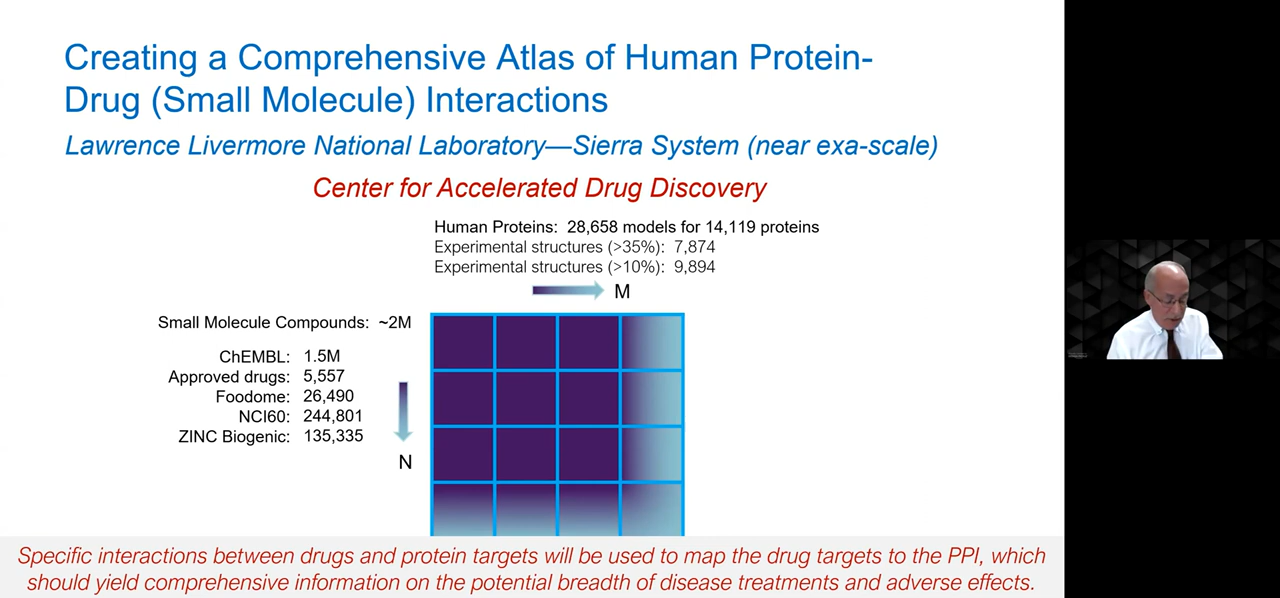 Creating a Comprehensive Atlas of Human Protein-
Drug (Small Molecule) Interactions
Lawrence Livermore National Laboratory—Sierra System (near exa-scale)
Center for Accelerated Drug Discovery
Human Proteins: 28,658 models for 14,119 proteins
Experimental structures (>35%): 7,874
Experimental structures (>10%): 9,894
M
Small Molecule Compounds: ~2M
ChEMBL: 1.5M
Approved drugs: 5,557
Foodome: 26,490
NCI60: 244,801
ZINC Biogenic: 135,335
N
Specific interactions between drugs and protein targets will be used to map the drug targets to the PPI, which
should yield comprehensive information on the potential breadth of disease treatments and adverse effects.